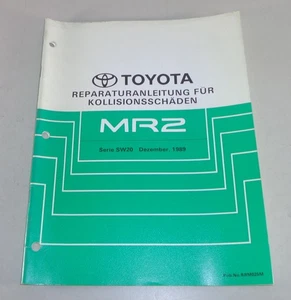 TOYOTA
REPARATURANLEITUNG FÜR
KOLLISIONSSCHÄDEN
MR2
Serie SW20 Dezember, 1989